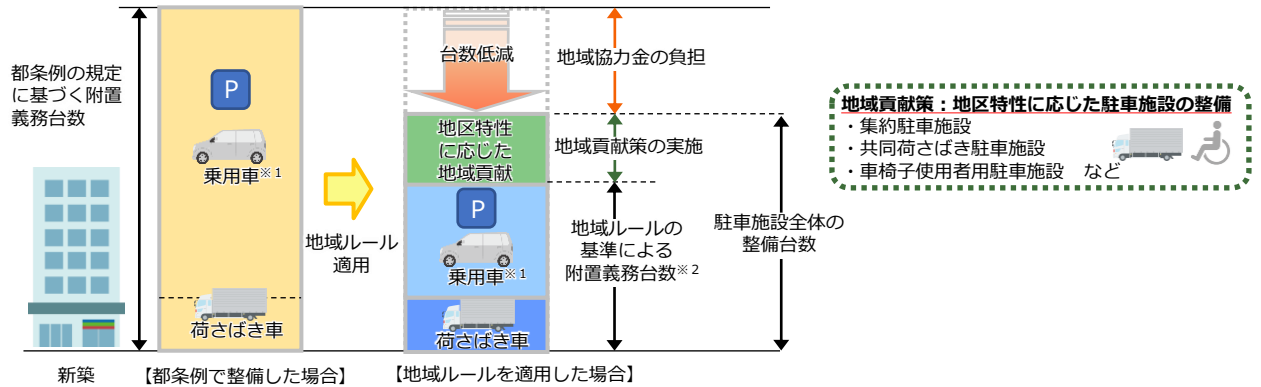 都条例の規定
に基づく附置
義務台数
P
乗用車※1
荷さばき車
新築
【都条例で整備した場合】
地域ルール
適用
台数低減
地区特性
に応じた
地域貢献
P
乗用車※1
荷さばき車
【地域ルールを適用した場合】
地域協力金の負担
地域貢献策の実施
地域ルールの
基準による
附置義務台数※2
駐車施設全体の
整備台数
地域貢献策：地区特性に応じた駐車施設の整備
・集約駐車施設
・共同荷さばき駐車施設
・車椅子使用者用駐車施設　など